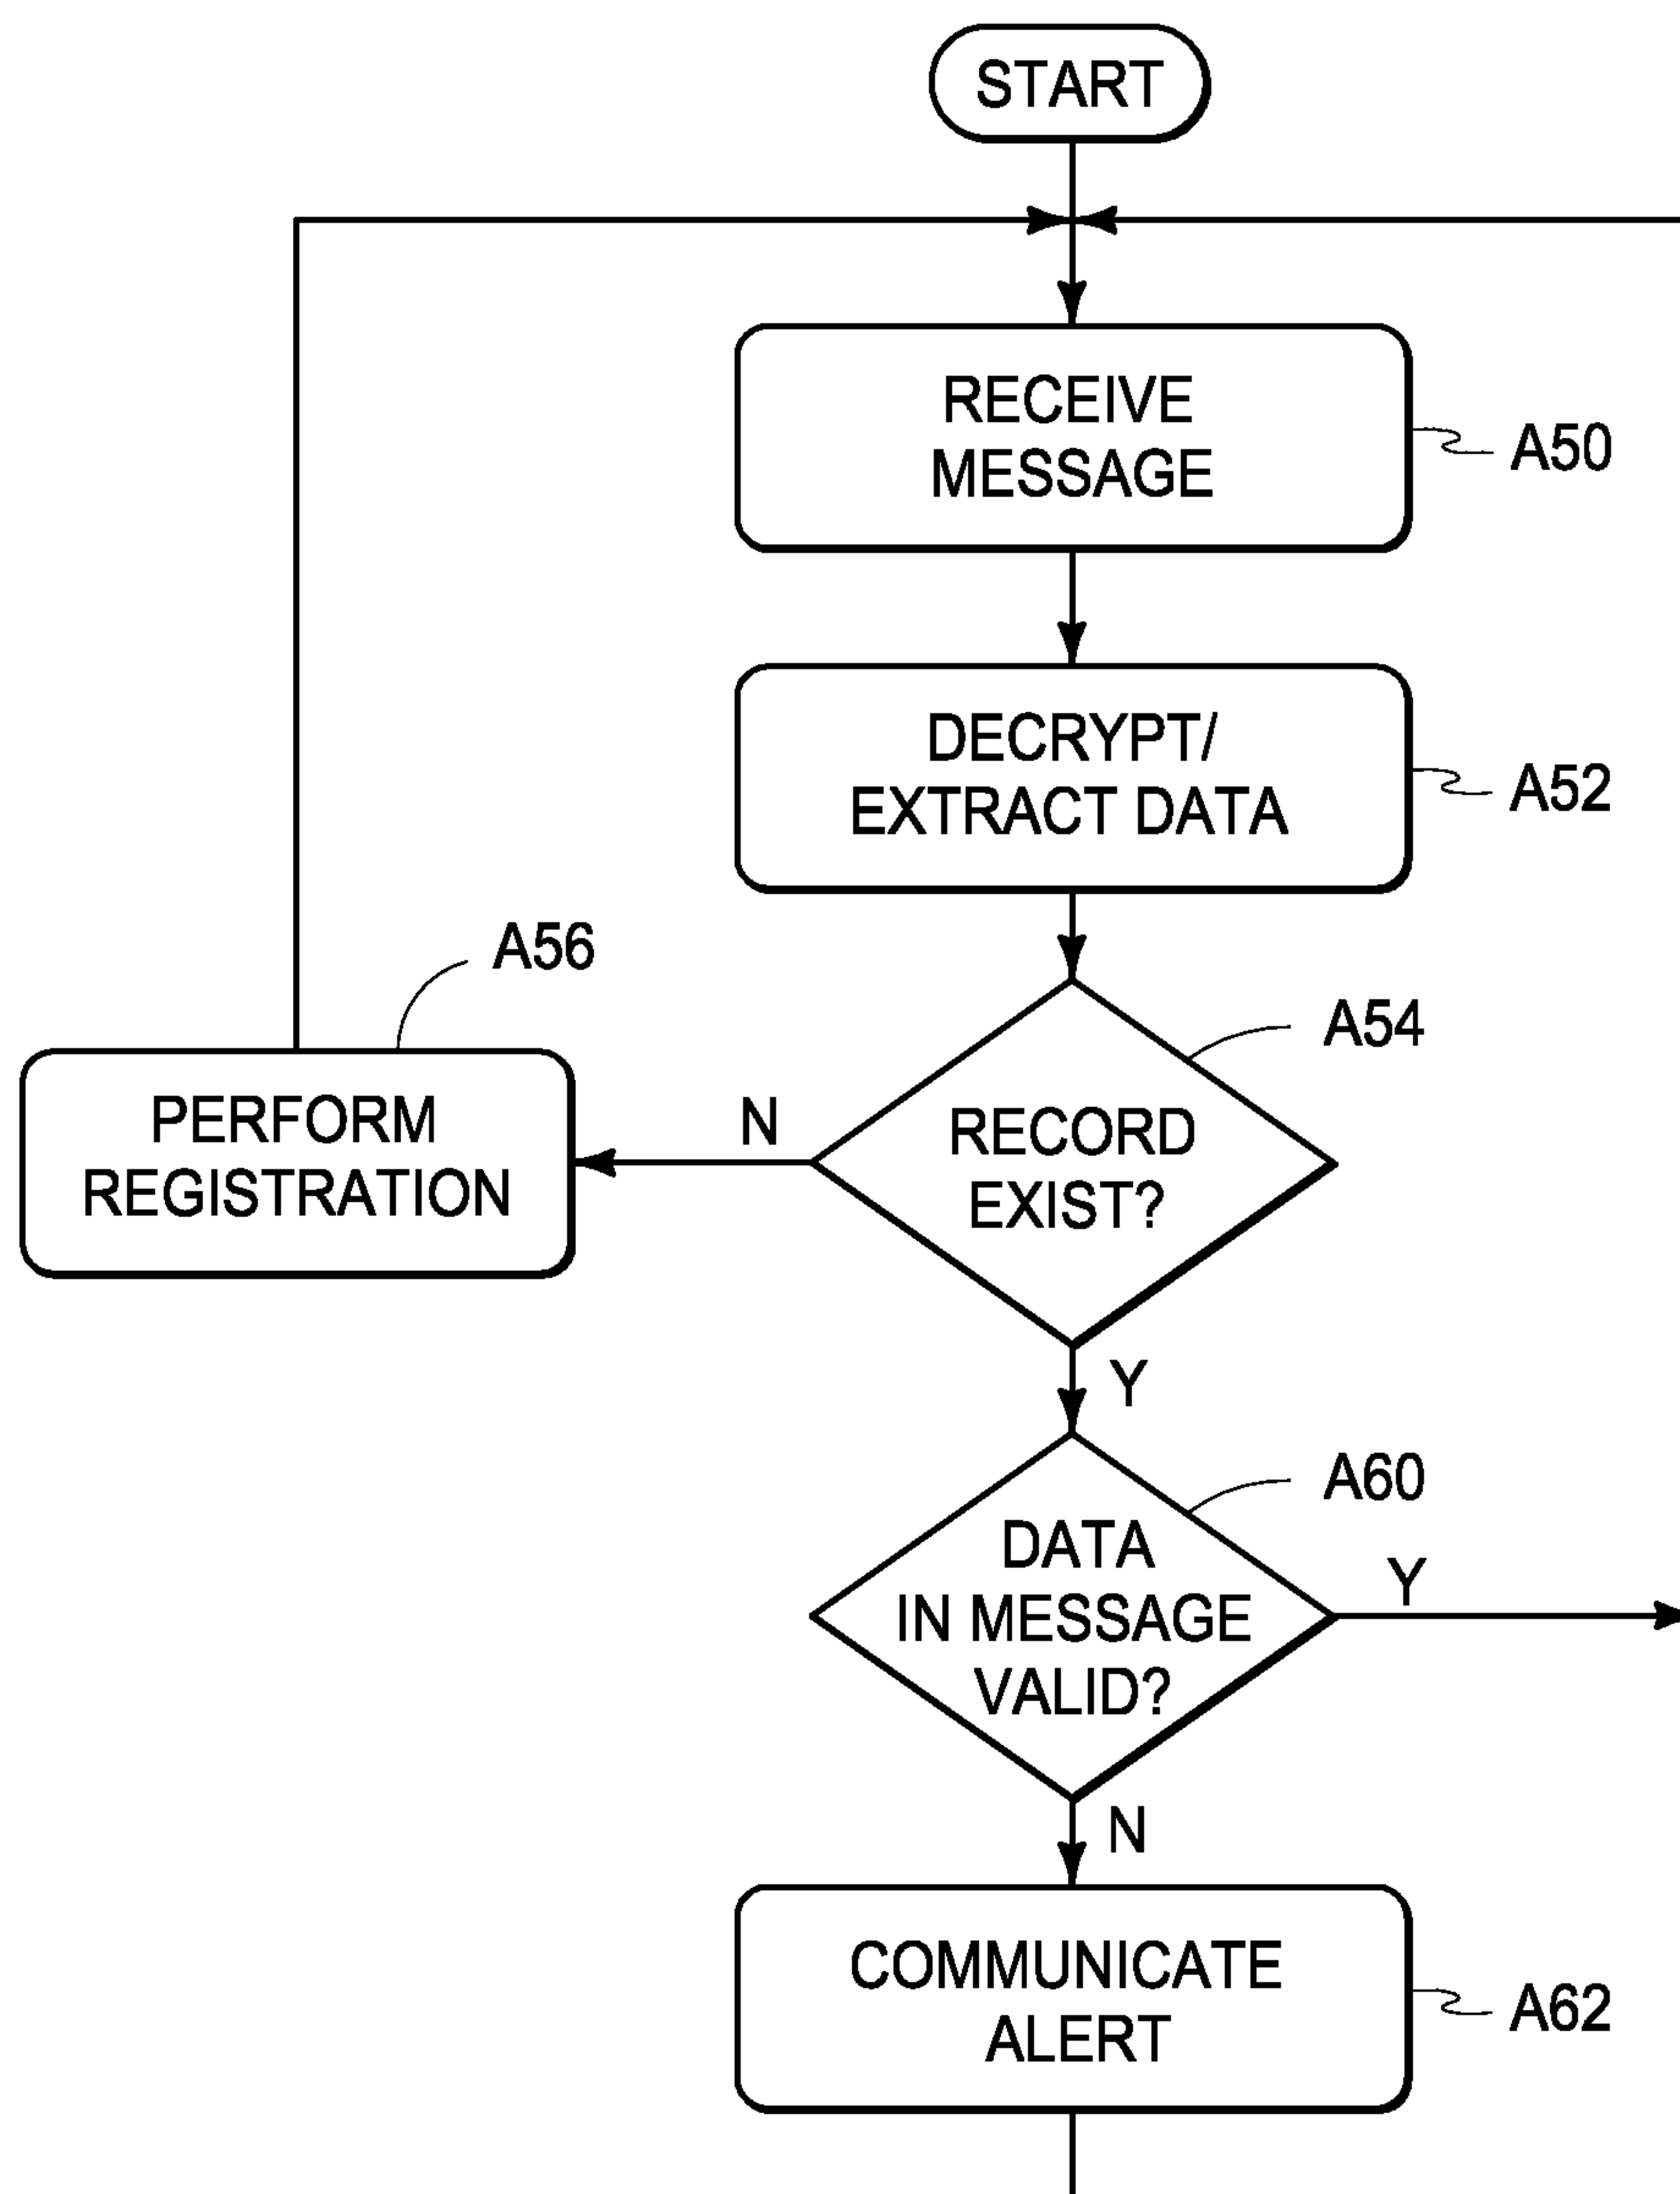 START
RECEIVE
MESSAGE
A50
DECRYPT/
EXTRACT DATA
A52
A56
A54
PERFORM
REGISTRATION
N
RECORD
EXIST?
Y
A60
DATA
IN MESSAGE
VALID?
Y
N
COMMUNICATE
ALERT
A62